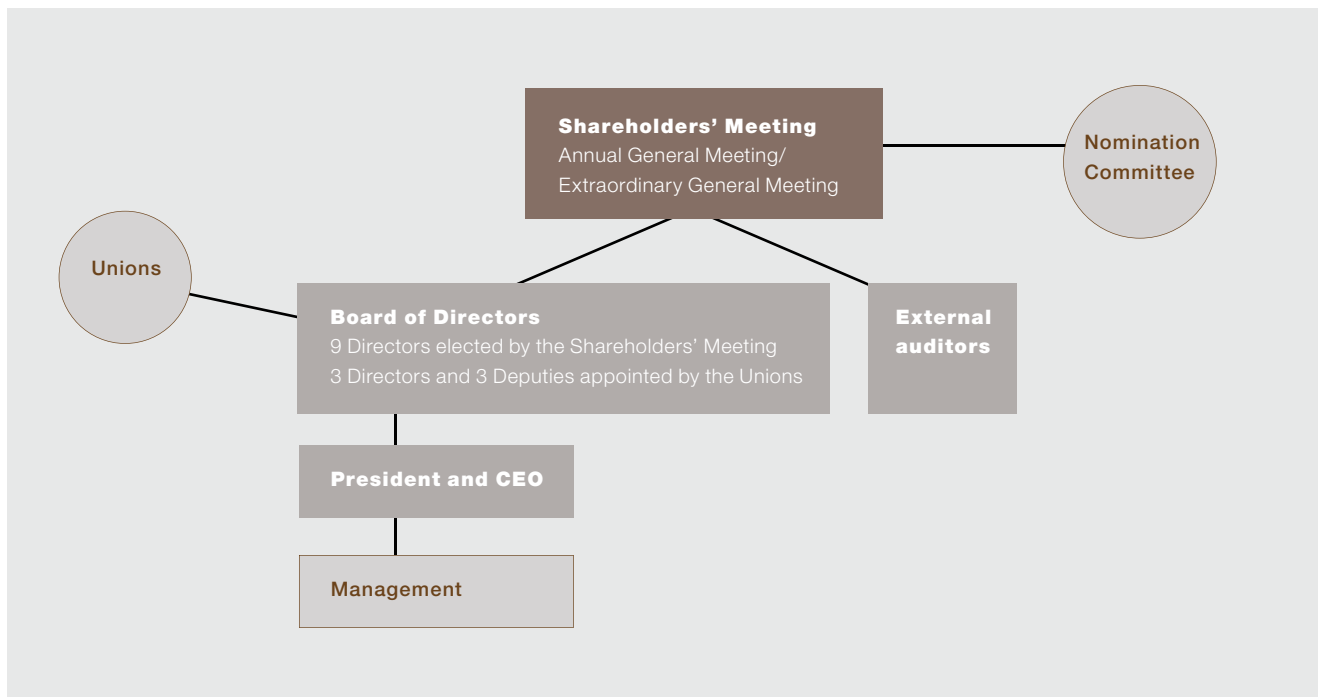 Shareholders’ Meeting
Annual General Meeting/
Extraordinary General Meeting
Nomination
Committee
Unions
Board of Directors
9 Directors elected by the Shareholders’ Meeting
3 Directors and 3 Deputies appointed by the Unions
External
auditors
President and CEO
Management